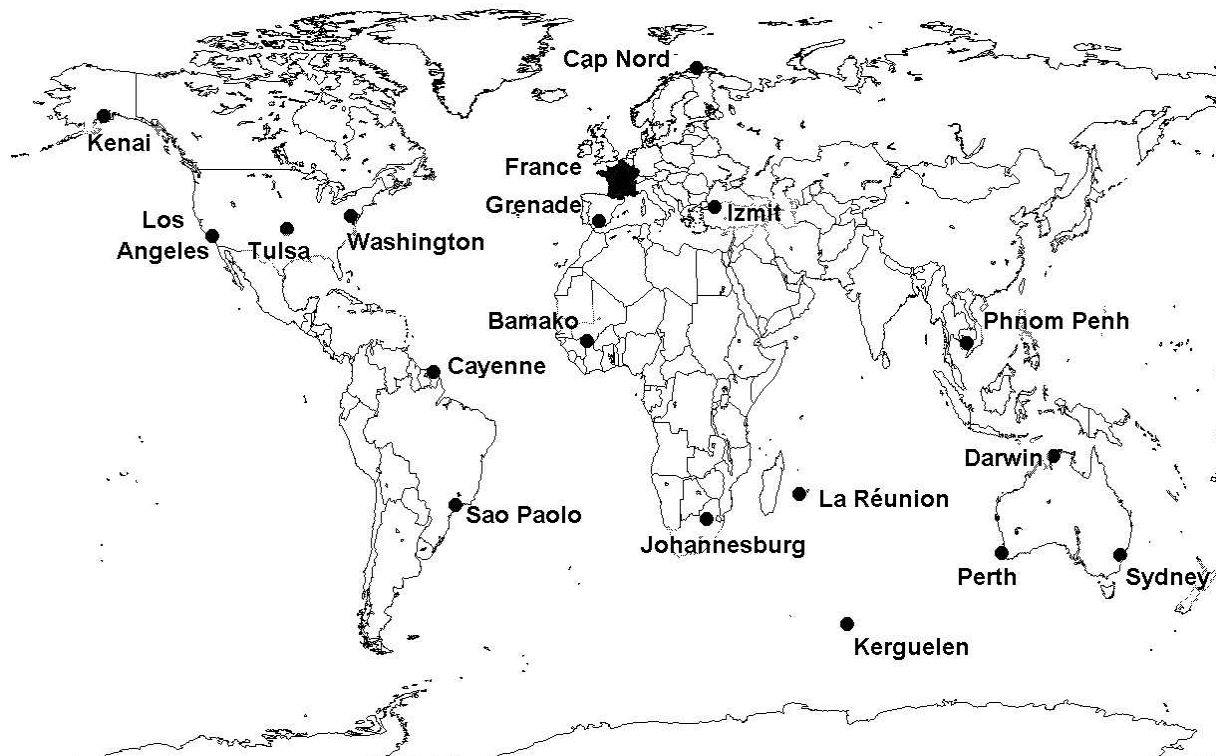 Cap Nord
Kenai
France
Grenade
Izmit
Los
Angeles
Tulsa
Washington
Bamako
Phnom Penh
Cayenne
Darwin
La Réunion
Sao Paolo
Johannesburg
Perth
Sydney
Kerguelen